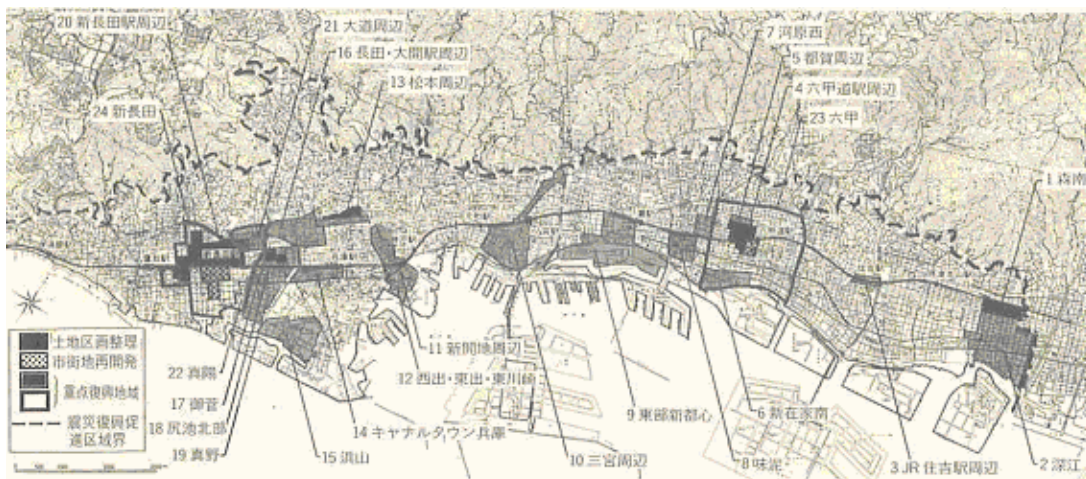 20 新長田駅周辺
21 大道周辺
16 長田・大開駅周辺
13 松本周辺
24 新長田
7 河原西
5 都賀周辺
4 六甲道駅周辺
23 六甲
1 森南
土地区画整理
市街地再開発
重点復興地域
震災復興促
進区域界
22 真陽
17 御菅
18 尻池北部
19 真野
15 浜山
14 キャナルタウン兵庫
11 新開地周辺
12 西出・東出・東川崎
10 三宮周辺
9 東部新都心
8 味泥
6 新在家南
3 JR 住吉駅周辺
2 深江